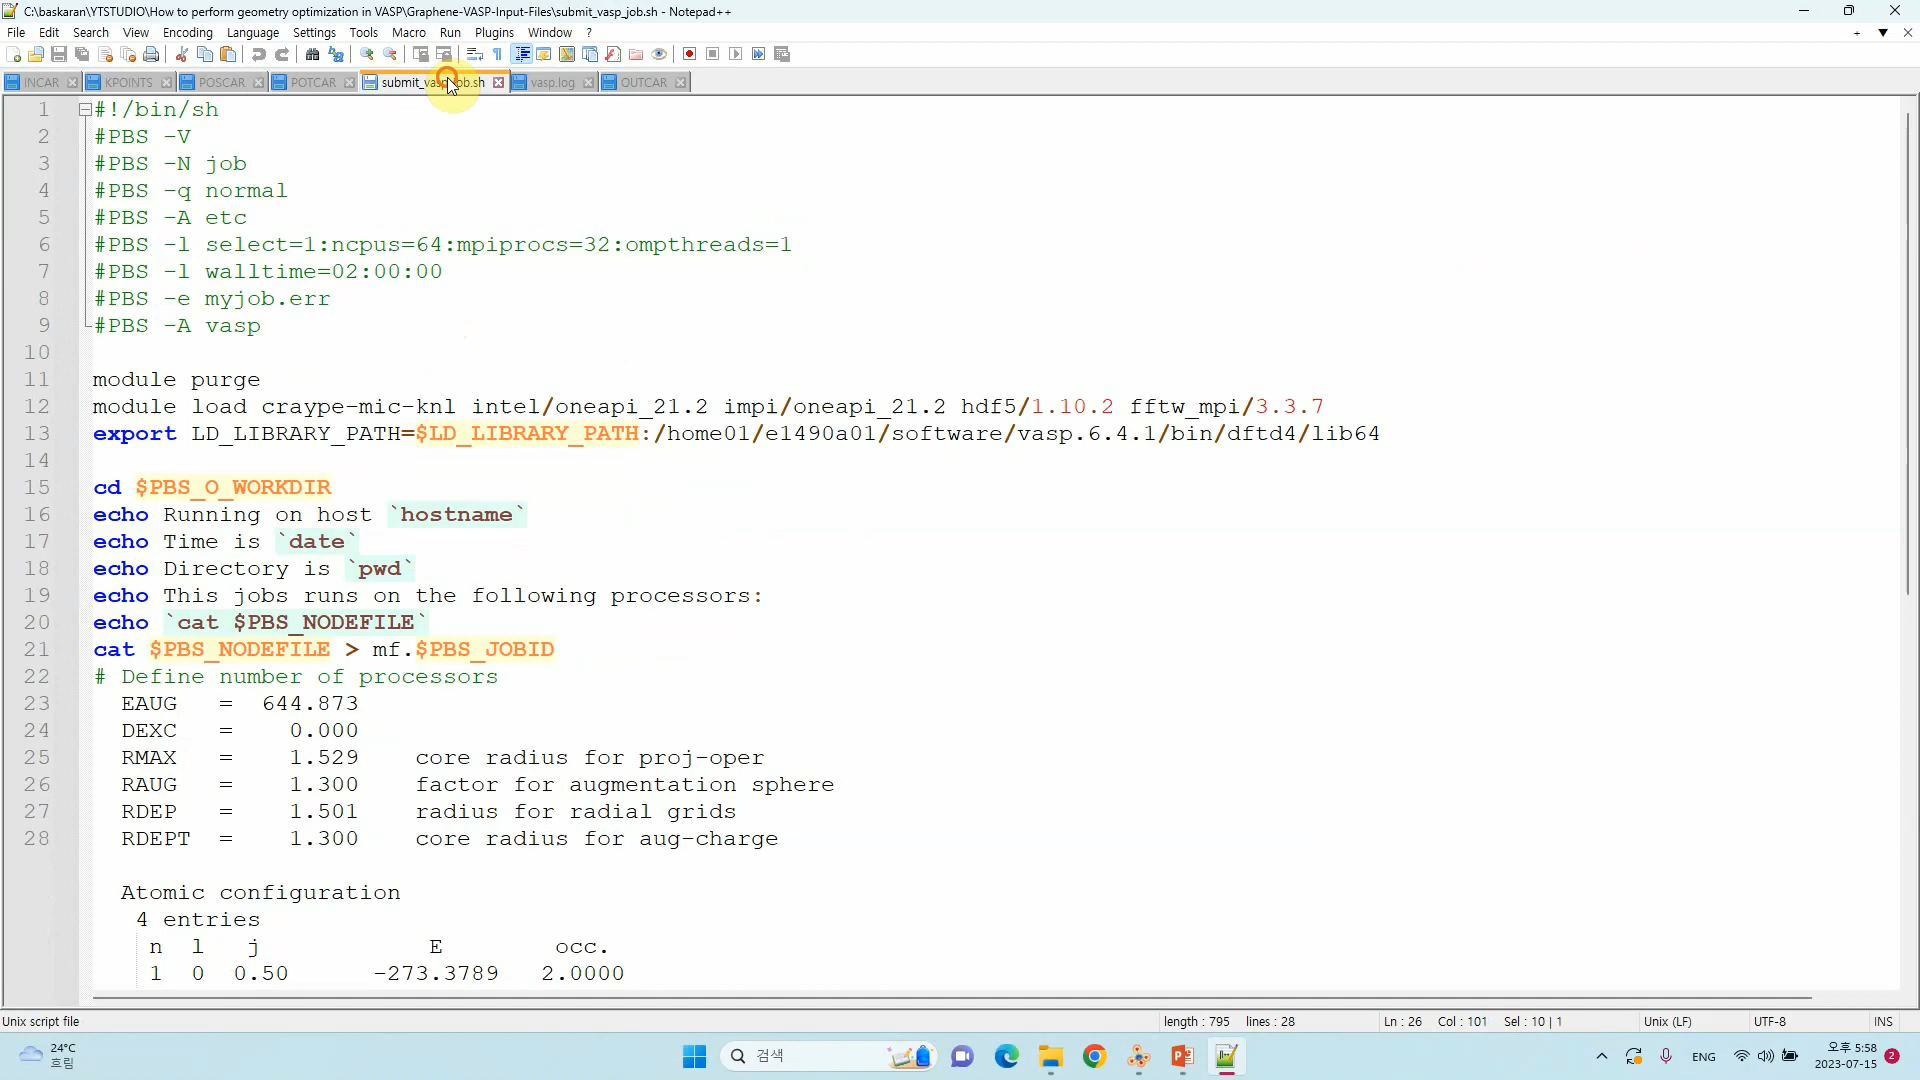 C:\baskaran\YTSTUDIO\How to perform geometry optimization in VASP\Graphene-VASP-Input-Files\submit_vasp_job.sh - Notepad++
File Edit Search View Encoding Language Settings Tools Macro Run Plugins Window ?
INCAR KPOINTS POSCAR POTCAR submit_vasp_job.sh vasp.log OUTCAR
1 #!/bin/sh
2 #PBS -V
3 #PBS -N job
4 #PBS -q normal
5 #PBS -A etc
6 #PBS -l select=1:ncpus=64:mpiprocs=32:ompthreads=1
7 #PBS -l walltime=02:00:00
8 #PBS -e myjob.err
9 #PBS -A vasp
10
11 module purge
12 module load craype-mic-knl intel/oneapi_21.2 impi/oneapi_21.2 hdf5/1.10.2 fftw_mpi/3.3.7
13 export LD_LIBRARY_PATH=$LD_LIBRARY_PATH:/home01/e1490a01/software/vasp.6.4.1/bin/dftd4/lib64
14
15 cd $PBS_O_WORKDIR
16 echo Running on host `hostname`
17 echo Time is `date`
18 echo Directory is `pwd`
19 echo This jobs runs on the following processors:
20 echo `cat $PBS_NODEFILE`
21 cat $PBS_NODEFILE > mf.$PBS_JOBID
22 # Define number of processors
23 EAUG = 644.873
24 DEXC = 0.000
25 RMAX = 1.529 core radius for proj-oper
26 RAUG = 1.300 factor for augmentation sphere
27 RDEP = 1.501 radius for radial grids
28 RDEPT = 1.300 core radius for aug-charge
Atomic configuration
4 entries
n l j E occ.
1 0 0.50 -273.3789 2.0000
Unix script file length : 795 lines : 28 Ln : 26 Col : 101 Sel : 10 | 1 Unix (LF) UTF-8 INS
24°C
흐림
검색
ENG
오후 5:58
2023-07-15
2